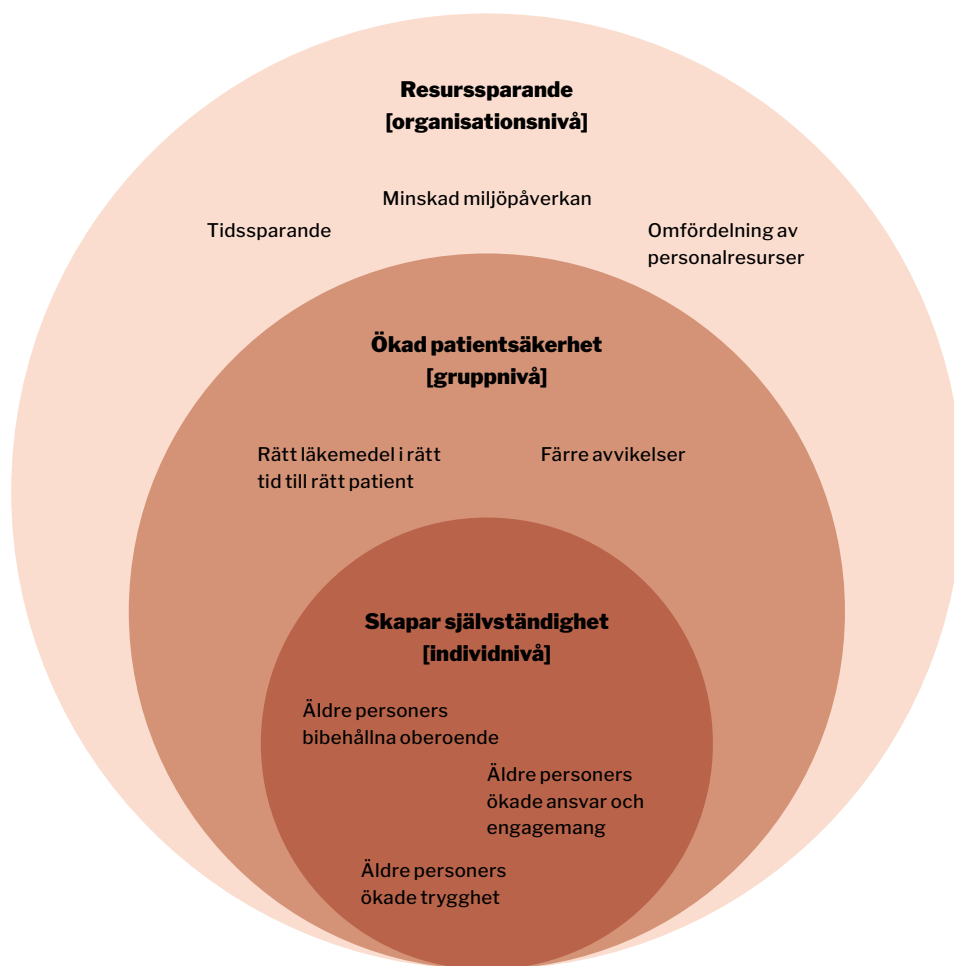 Resurssparande
[organisationsnivå]
Minskad miljöpåverkan
Tidssparande
Omfördelning av
personalresurser
Ökad patientsäkerhet
[gruppnivå]
Rätt läkemedel i rätt
tid till rätt patient
Färre avvikelser
Skapar självständighet
[individnivå]
Äldre personers
bibehållna oberoende
Äldre personers
ökade ansvar och
engagemang
Äldre personers
ökade trygghet